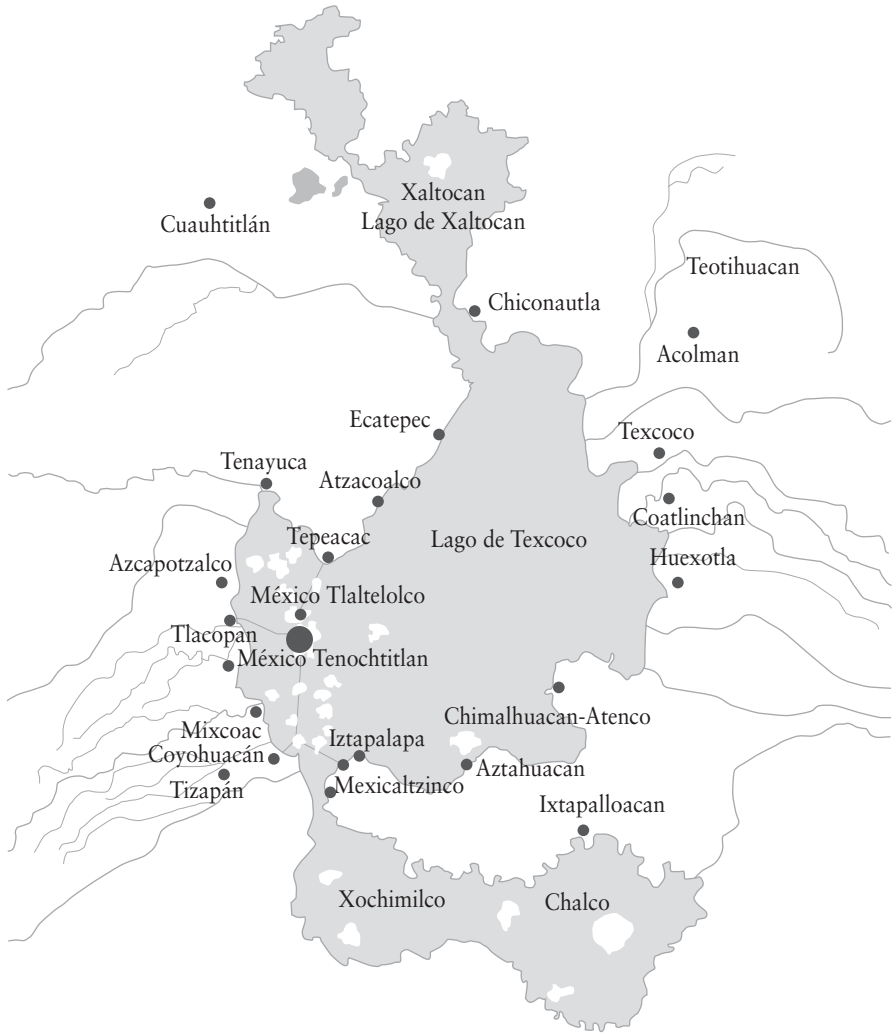 Xaltocan
Cuauhtitlán
Lago de Xaltocan
Teotihuacan
Chiconautla
Acolman
Ecatepec
Texcoco
Tenayuca
Atzacoalco
Coatlinchan
Tepeacac
Lago de Texcoco
Huexotla
Azcapotzalco
México Tlaltelolco
Tlacopan
México Tenochtitlan
Chimalhuacan-Atenco
Mixcoac
Iztapalapa
Coyohuacán
Aztahuacan
Tizapán
Mexicaltzinco
Ixtapalloacan
Xochimilco
Chalco